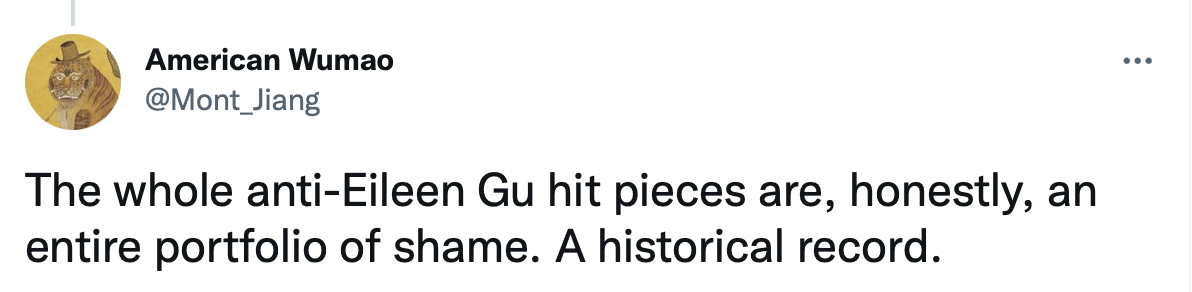 American Wumao
@Mont_Jiang
The whole anti-Eileen Gu hit pieces are, honestly, an
entire portfolio of shame. A historical record.